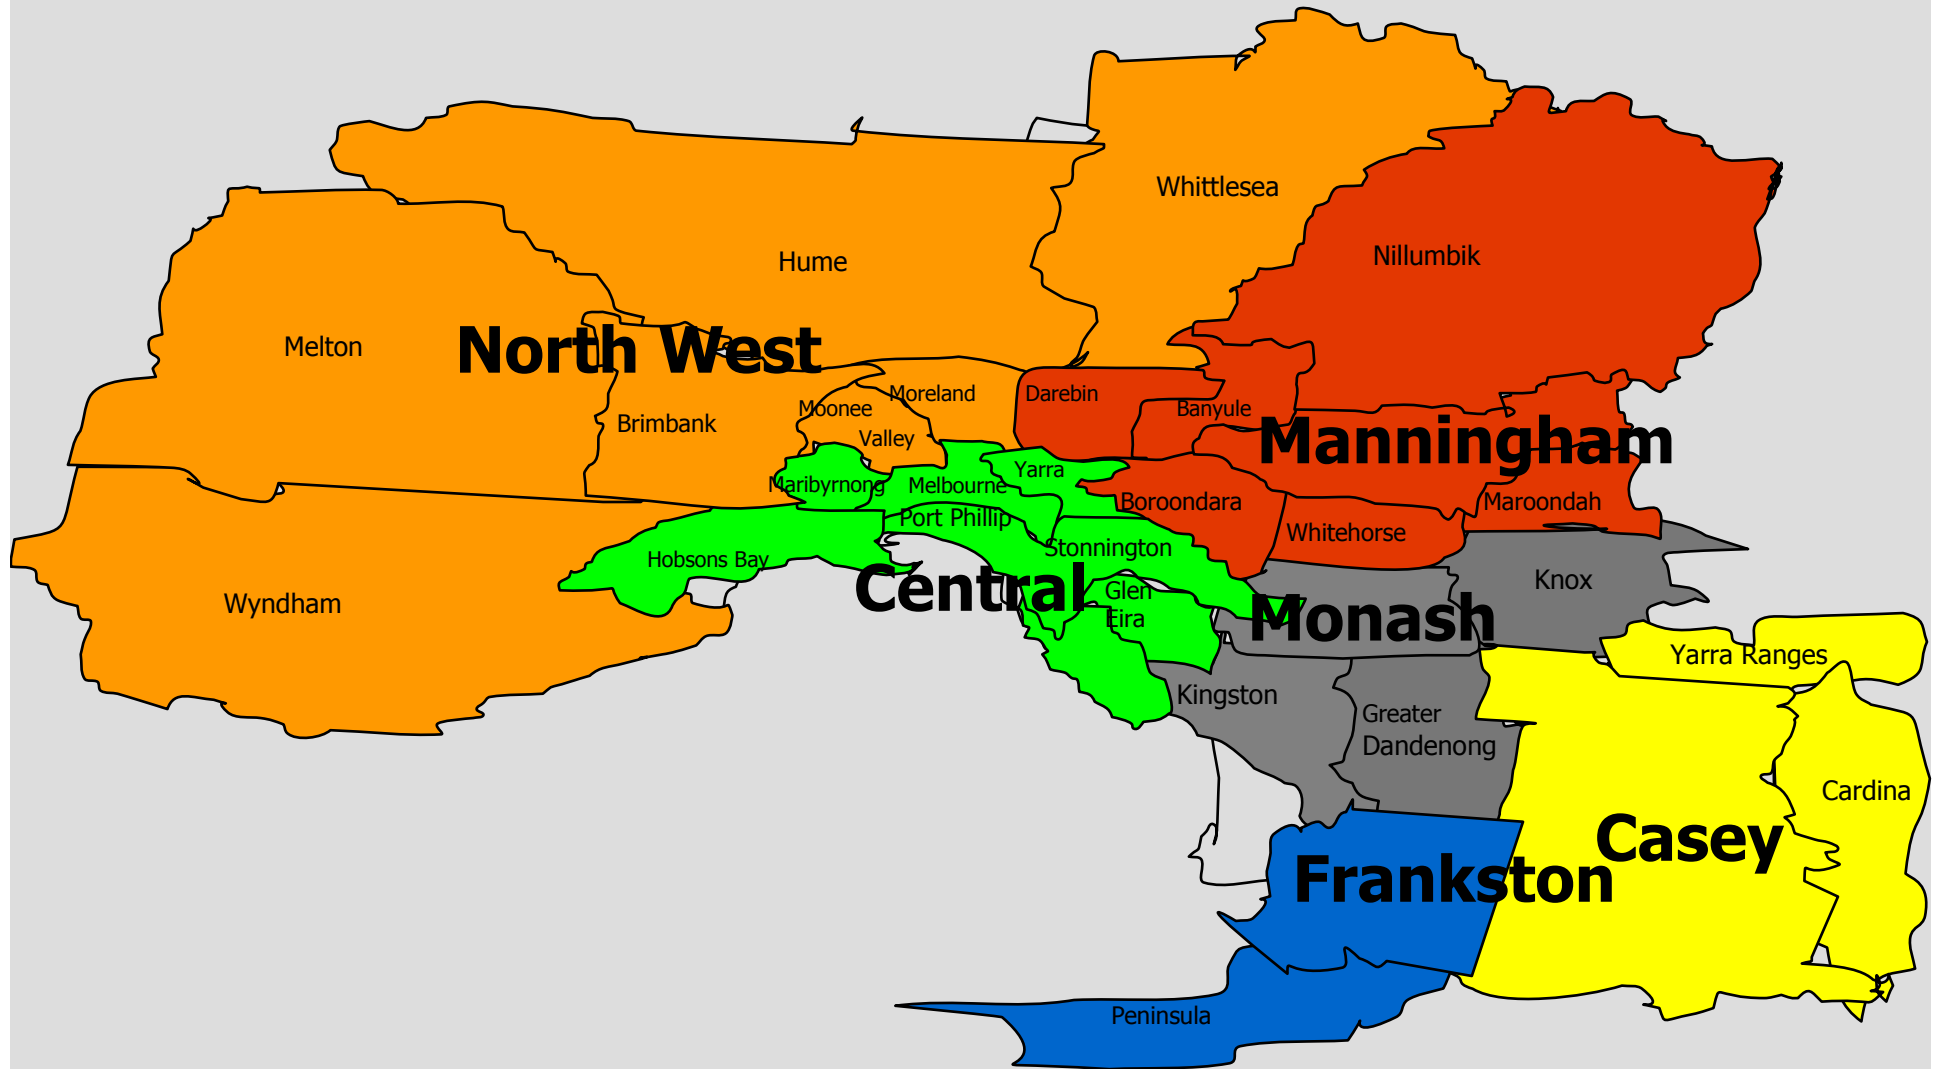 Whittlesea
Nillumbik
Hume
Melton
North West
Moreland
Darebin
Moonee
Valley
Banyule
Brimbank
Manningham
Yarra
Maribyrnong
Melbourne
Boroondara
Maroondah
Port Phillip
Whitehorse
Stonnington
Hobsons Bay
Knox
Central
Glen
Eira
Wyndham
Monash
Yarra Ranges
Kingston
Greater
Dandenong
Cardina
Casey
Frankston
Peninsula